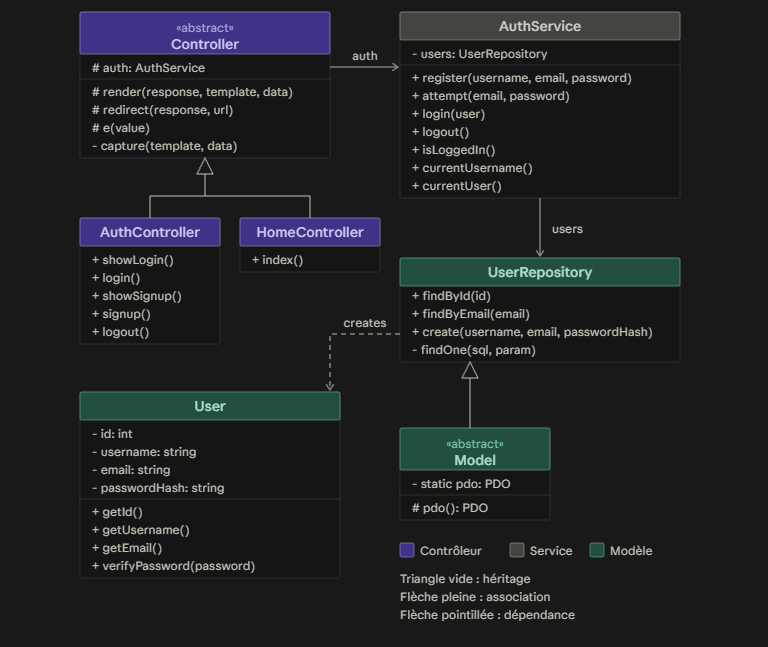 «abstract»
Controller
# auth: AuthService
# render(response, template, data)
# redirect(response, url)
# e(value)
- capture(template, data)
auth
AuthService
- users: UserRepository
+ register(username, email, password)
+ attempt(email, password)
+ login(user)
+ logout()
+ isLoggedIn()
+ currentUsername()
+ currentUser()
AuthController
+ showLogin()
+ login()
+ showSignup()
+ signup()
+ logout()
HomeController
+ index()
users
UserRepository
+ findById(id)
+ findByEmail(email)
+ create(username, email, passwordHash)
- findOne(sql, param)
creates
User
- id: int
- username: string
- email: string
- passwordHash: string
+ getId()
+ getUsername()
+ getEmail()
+ verifyPassword(password)
«abstract»
Model
- static pdo: PDO
# pdo(): PDO
Contrôleur
Service
Modèle
Triangle vide : héritage
Flèche pleine : association
Flèche pointillée : dépendance